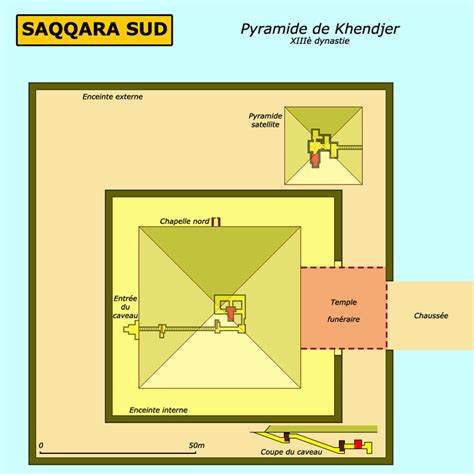 SAQQARA SUD
Pyramide de Khendjer
XIIIè dynastie
Enceinte externe
Pyramide
satellite
Chapelle nord
Entrée
du
caveau
Temple
funéraire
Chaussée
Enceinte interne
0
50m
Coupe du caveau